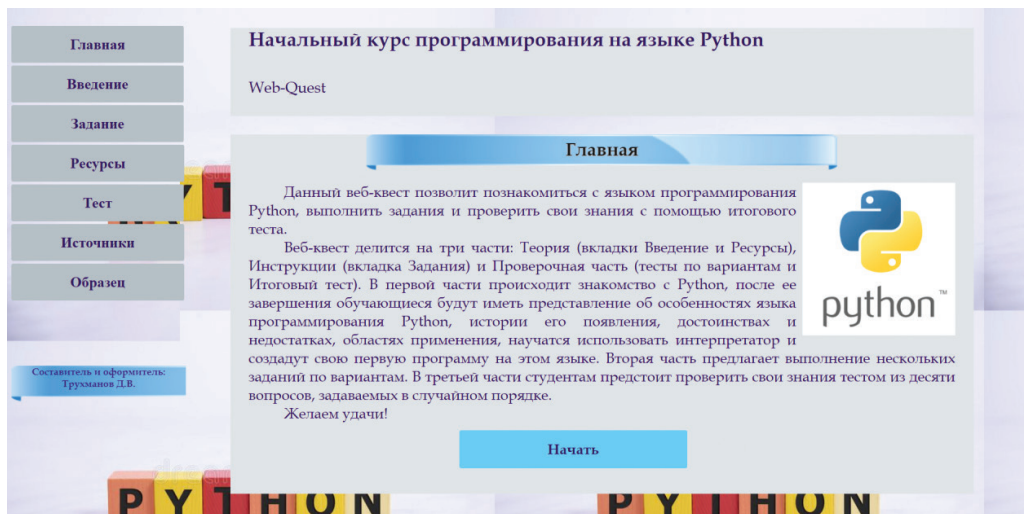 Главная
Введение
Задание
Ресурсы
Тест
Источники
Образец
Составитель и оформитель:
Трухманов Д.В.
Начальный курс программирования на языке Python
Web-Quest
Главная
Данный веб-квест позволит познакомиться с языком программирования
Python, выполнить задания и проверить свои знания с помощью итогового
теста.
Веб-квест делится на три части: Теория (вкладки Введение и Ресурсы),
Инструкции (вкладка Задания) и Проверочная часть (тесты по вариантам и
Итоговый тест). В первой части происходит знакомство с Python, после ее
завершения обучающиеся будут иметь представление об особенностях языка
программирования Python, истории его появления, достоинствах и
недостатках, областях применения, научатся использовать интерпретатор и
создадут свою первую программу на этом языке. Вторая часть предлагает выполнение нескольких
заданий по вариантам. В третьей части студентам предстоит проверить свои знания тестом из десяти
вопросов, задаваемых в случайном порядке.
Желаем удачи!
python™
Начать
PYTHON
PYTHON